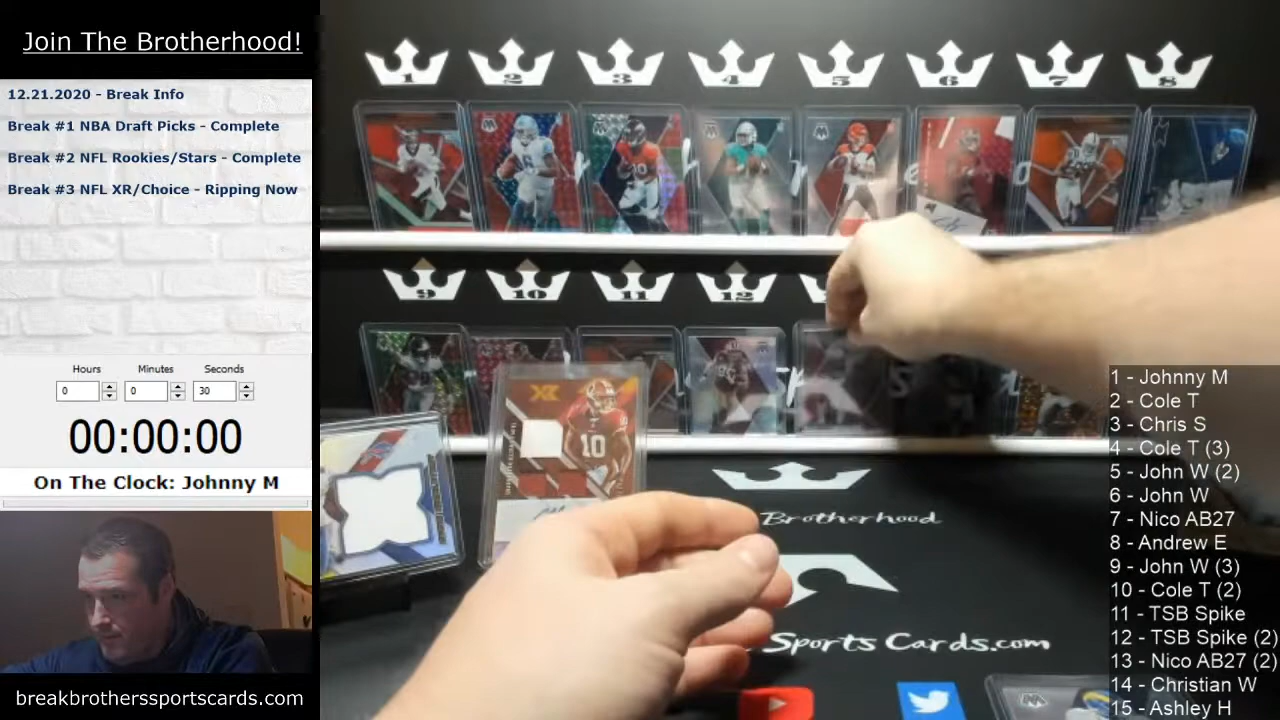 Join The Brotherhood!
12.21.2020 - Break Info
Break #1 NBA Draft Picks - Complete
Break #2 NFL Rookies/Stars - Complete
Break #3 NFL XR/Choice - Ripping Now
Hours Minutes Seconds
0 0 30
00:00:00
On The Clock: Johnny M
breakbrotherssportscards.com
1 2 3 4 5 6 7 8
9 10 11 12
XR
10
Brotherhood
Sports Cards.com
1 - Johnny M
2 - Cole T
3 - Chris S
4 - Cole T (3)
5 - John W (2)
6 - John W
7 - Nico AB27
8 - Andrew E
9 - John W (3)
10 - Cole T (2)
11 - TSB Spike
12 - TSB Spike (2)
13 - Nico AB27 (2)
14 - Christian W
15 - Ashley H